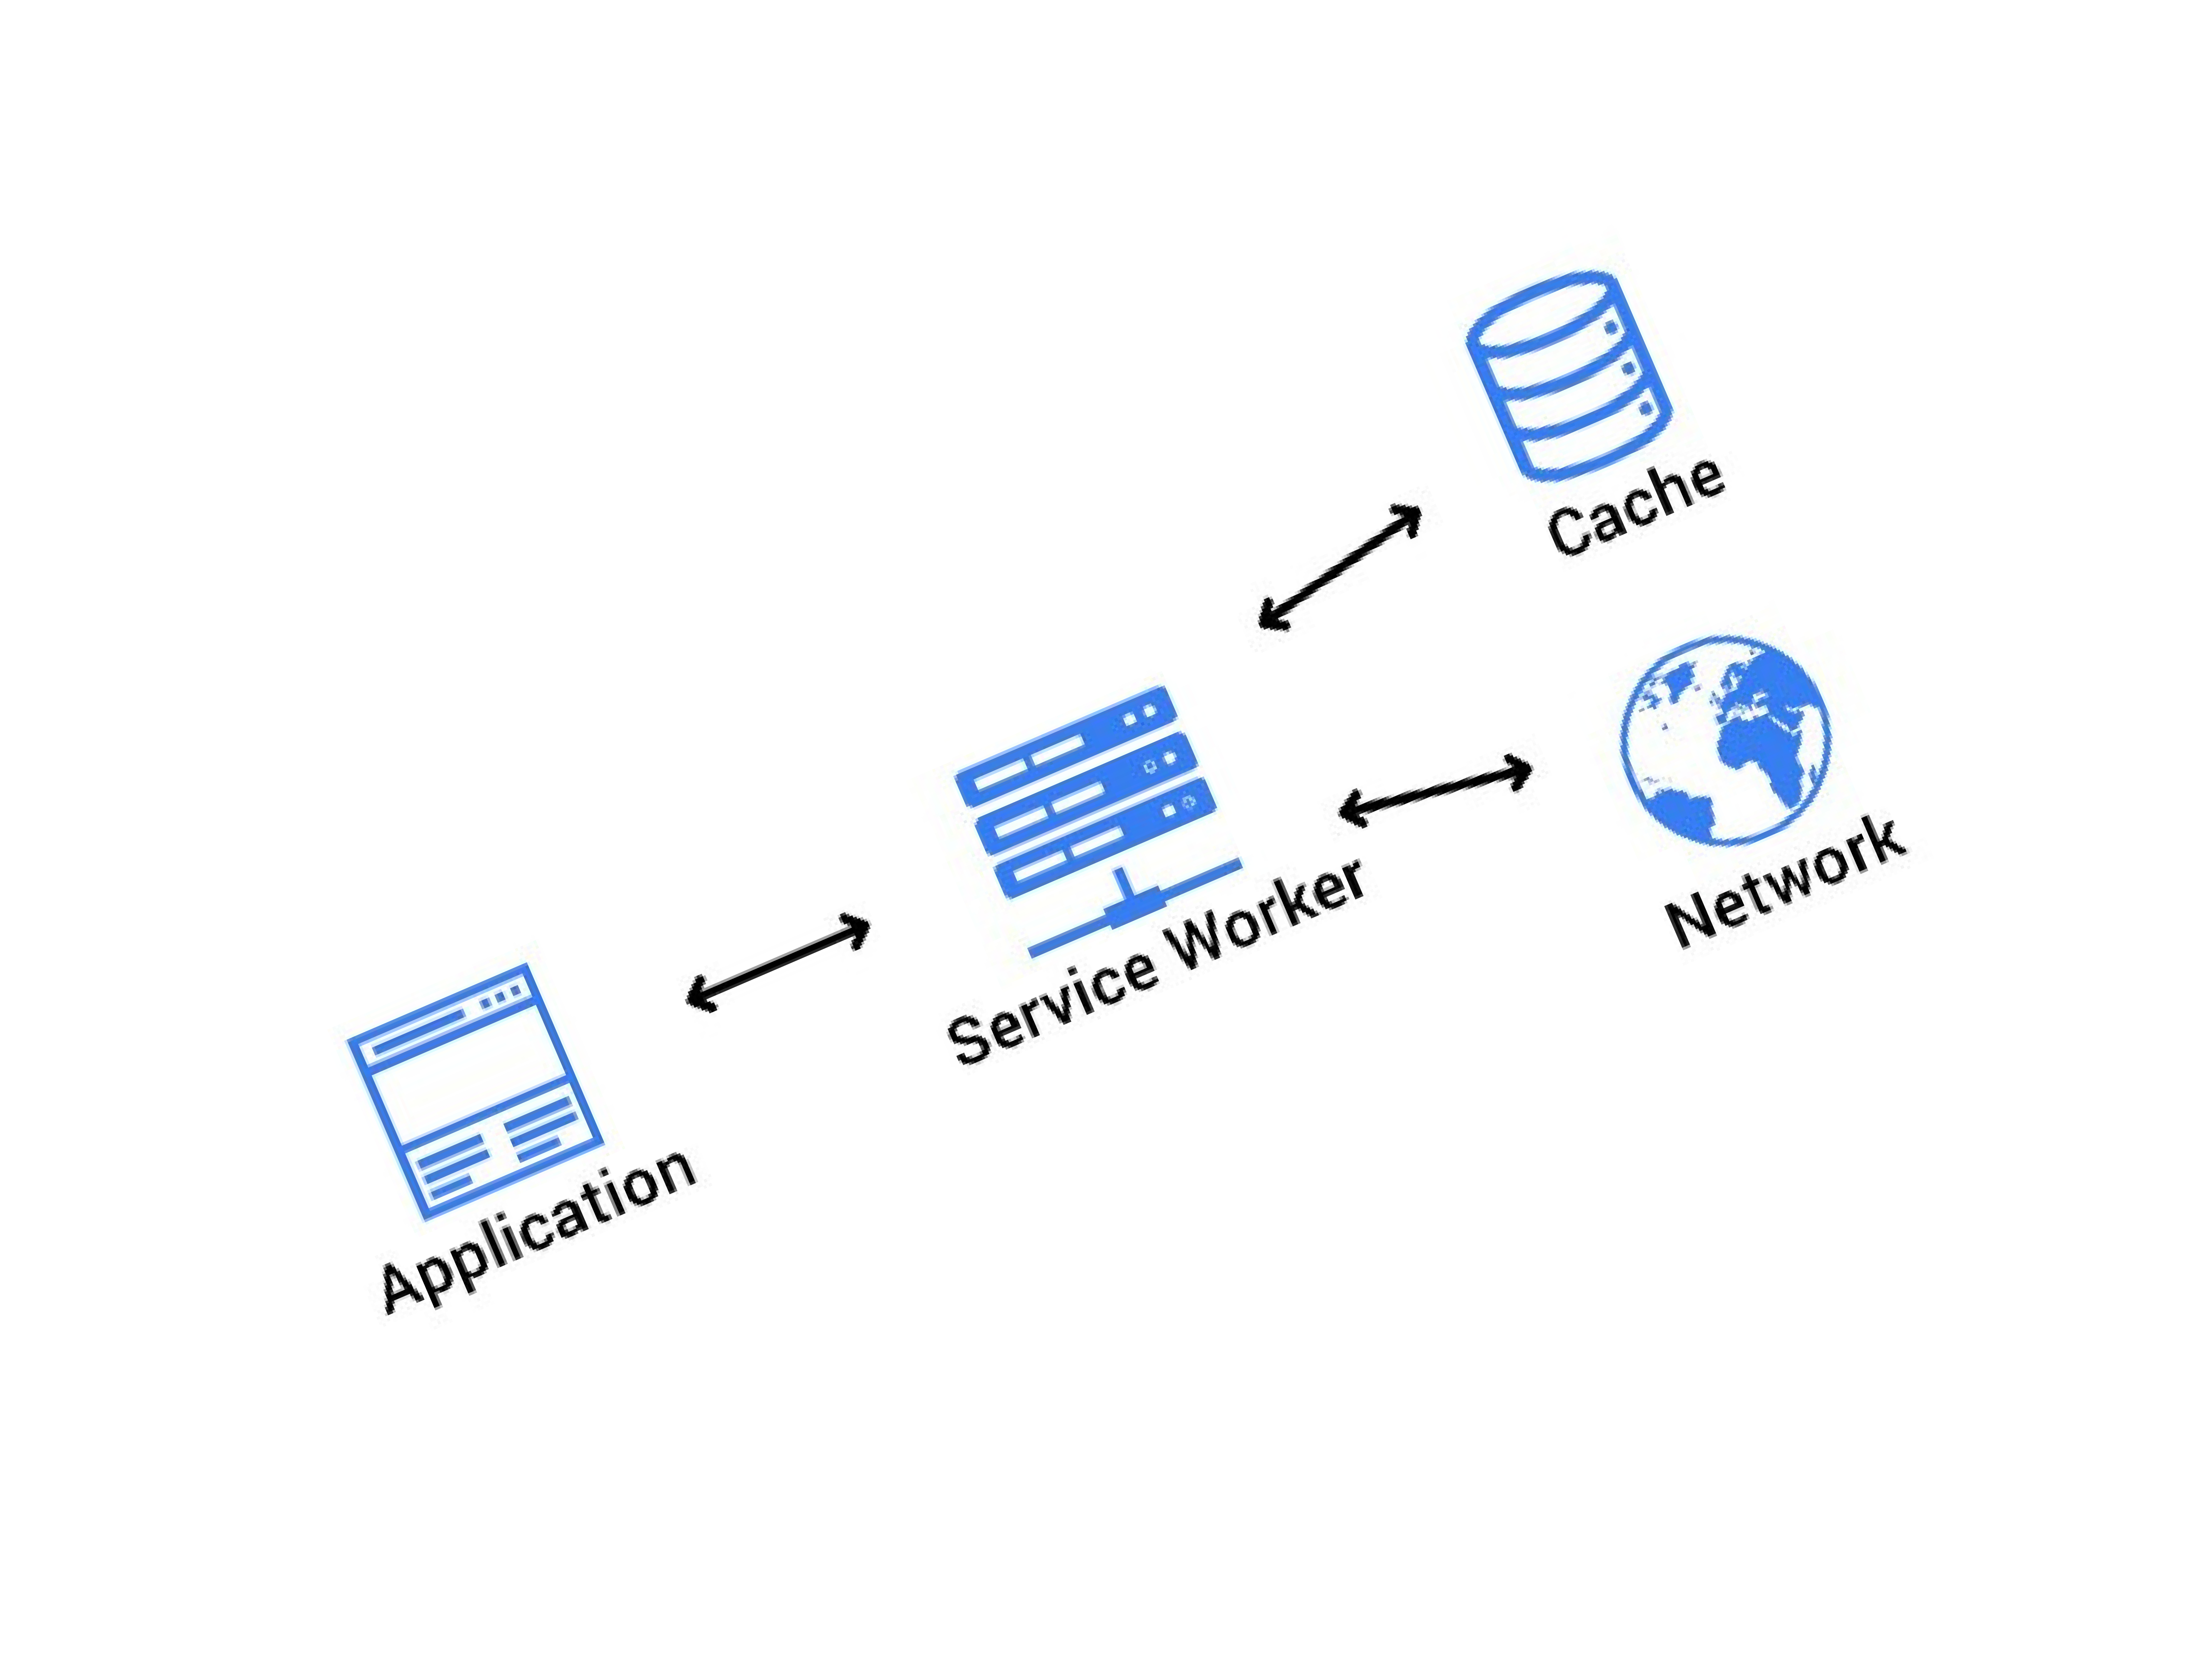 Cache
Network
Service Worker
Application